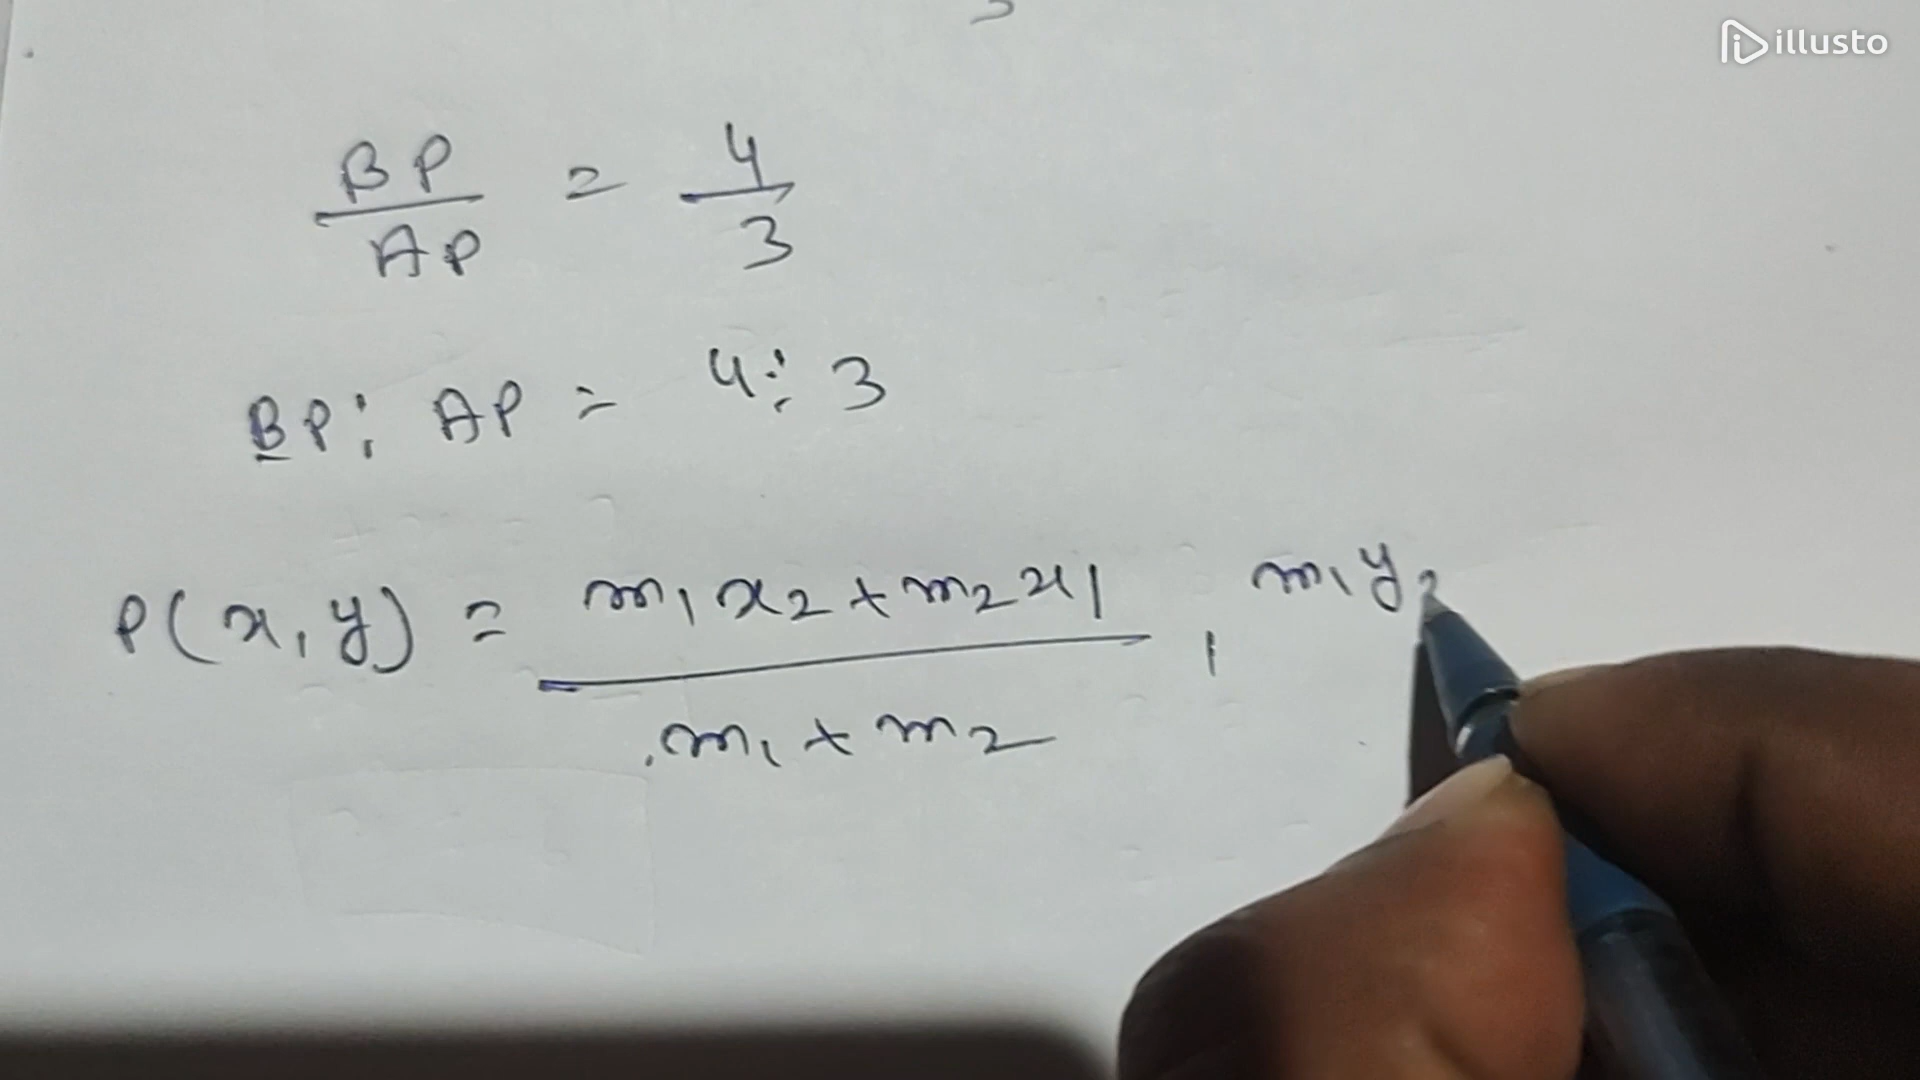 illusto
BP/AP = 4/3
BP : AP = 4 : 3
P(x, y) = m1x2 + m2x1 / m1 + m2 , m1y2